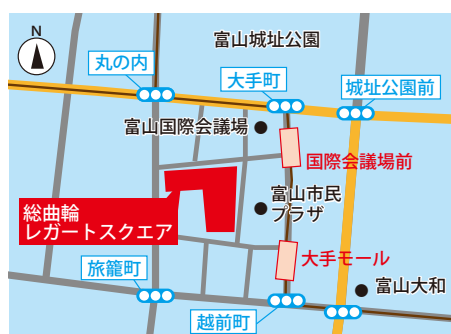 N
富山城址公園
丸の内
大手町
城址公園前
富山国際会議場
国際会議場前
総曲輪
レガートスクエア
富山市民
プラザ
大手モール
旅籠町
富山大和
越前町